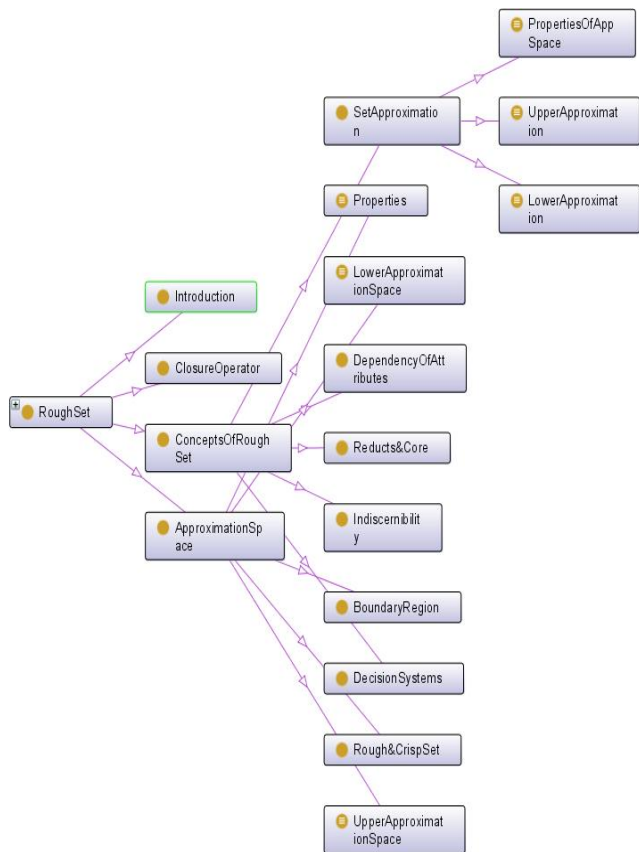 PropertiesOfApp
Space
SetApproximatio
n
UpperApproximat
ion
Properties
LowerApproximat
ion
LowerApproximat
ionSpace
Introduction
DependencyOfAtt
ributes
ClosureOperator
RoughSet
ConceptsOfRough
Set
Reducts&Core
ApproximationSp
ace
Indiscernibilit
y
BoundaryRegion
DecisionSystems
Rough&CrispSet
UpperApproximat
ionSpace